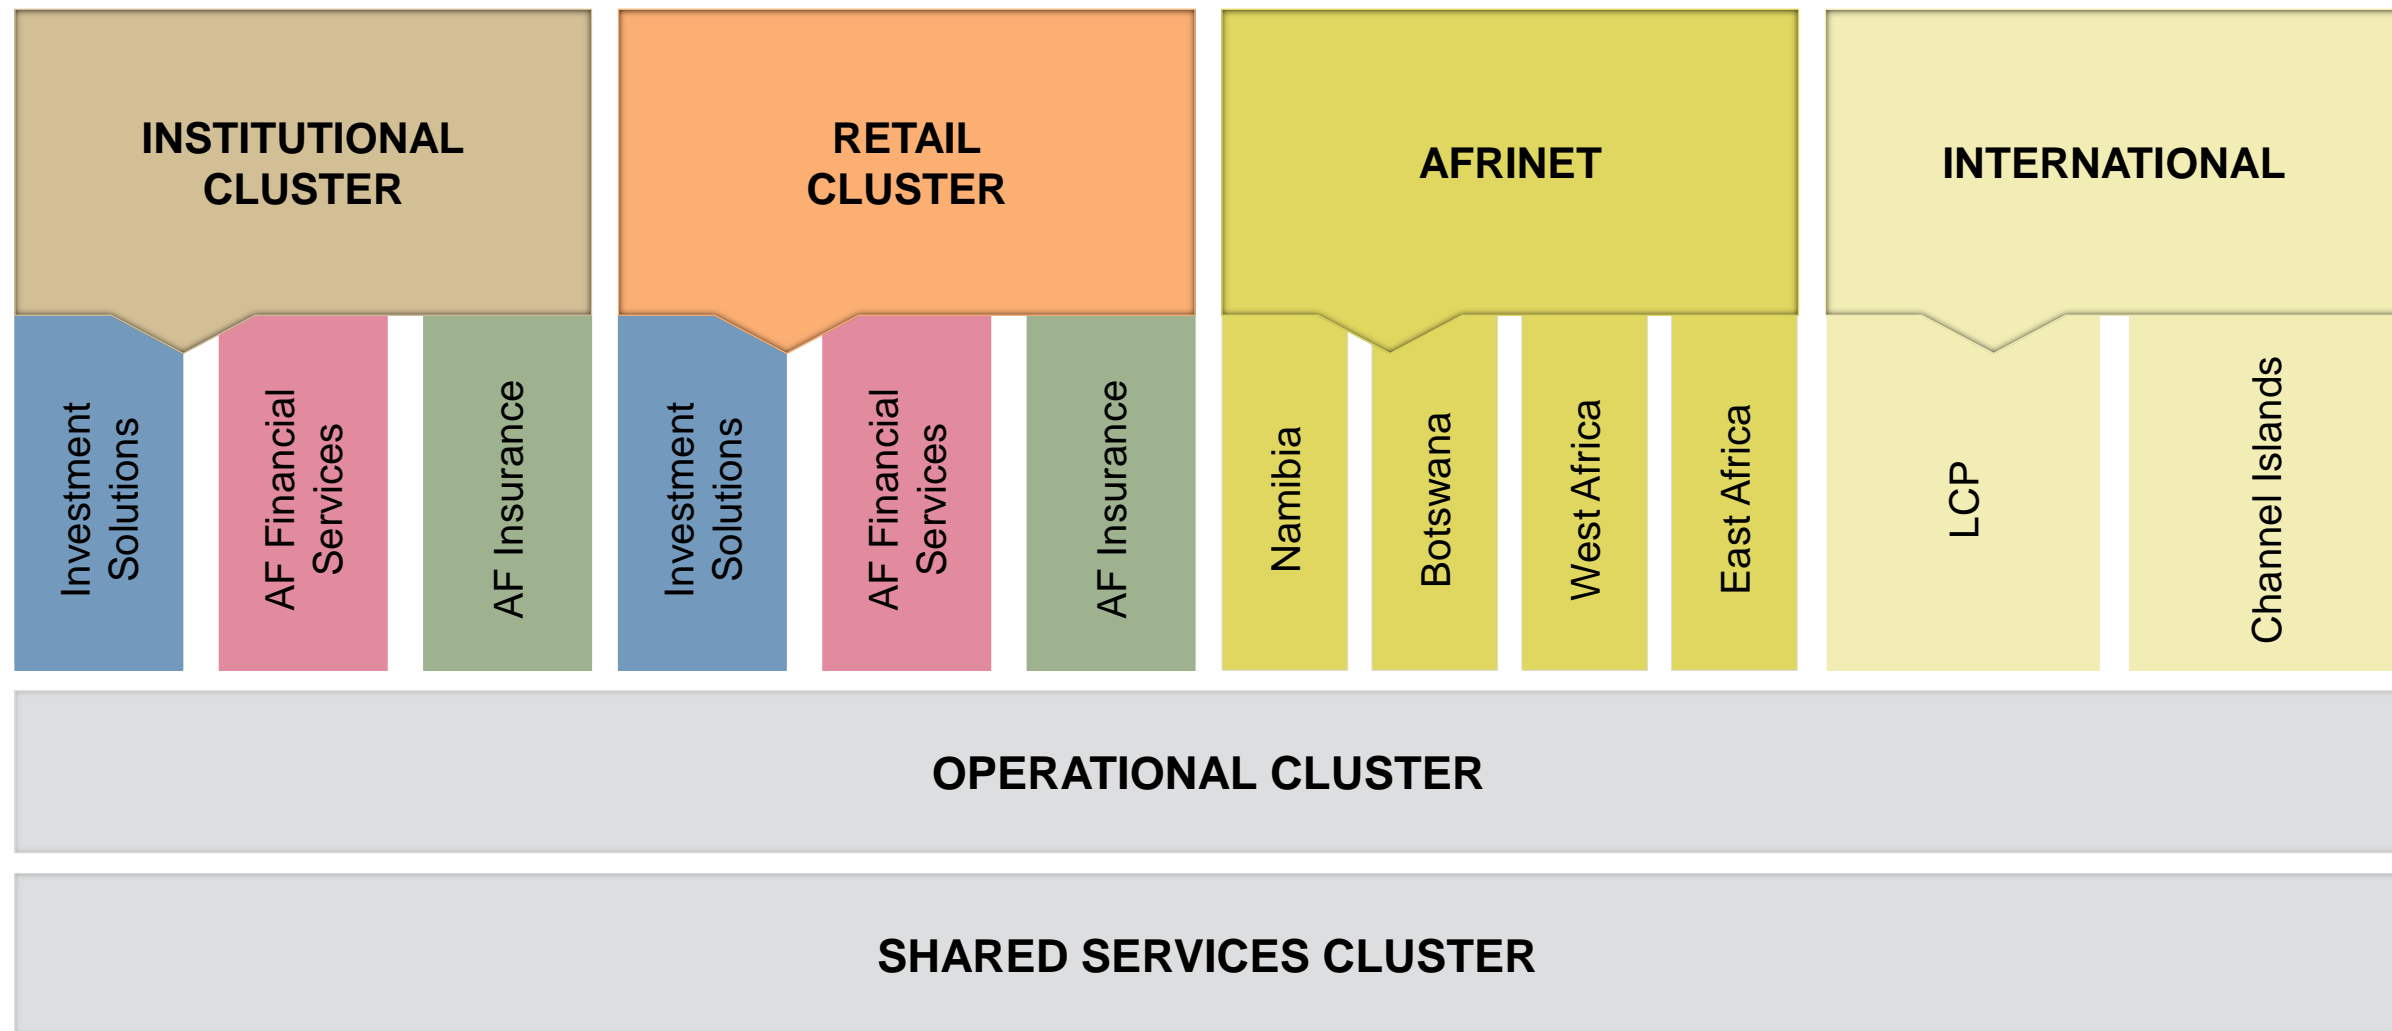 INSTITUTIONAL
CLUSTER
RETAIL
CLUSTER
AFRINET
INTERNATIONAL
Investment
Solutions
AF Financial
Services
AF Insurance
Investment
Solutions
AF Financial
Services
AF Insurance
Namibia
Botswana
West Africa
East Africa
LCP
Channel Islands
OPERATIONAL CLUSTER
SHARED SERVICES CLUSTER